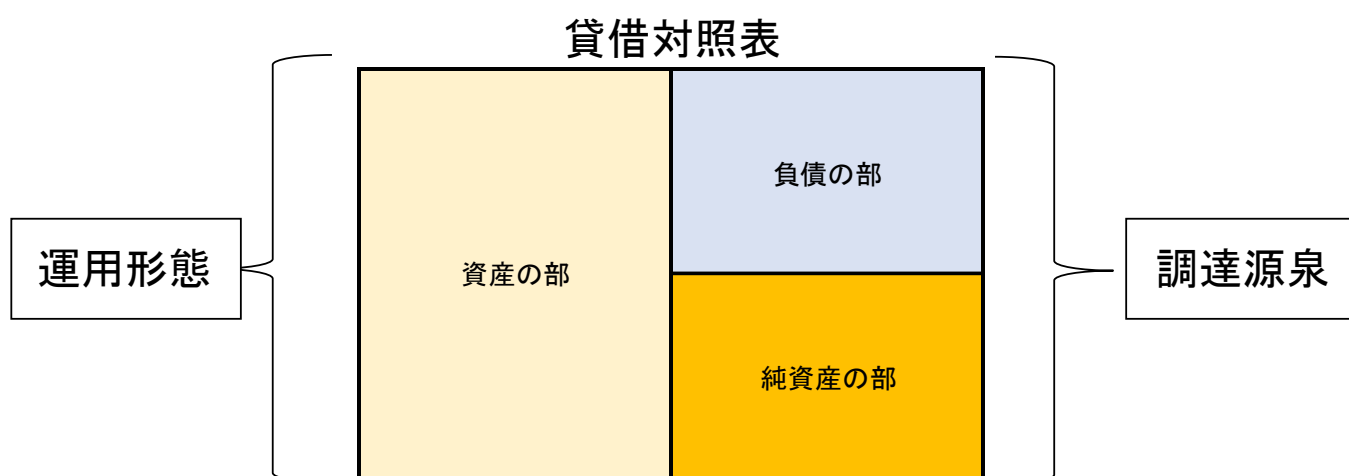 貸借対照表
運用形態
資産の部
負債の部
純資産の部
調達源泉